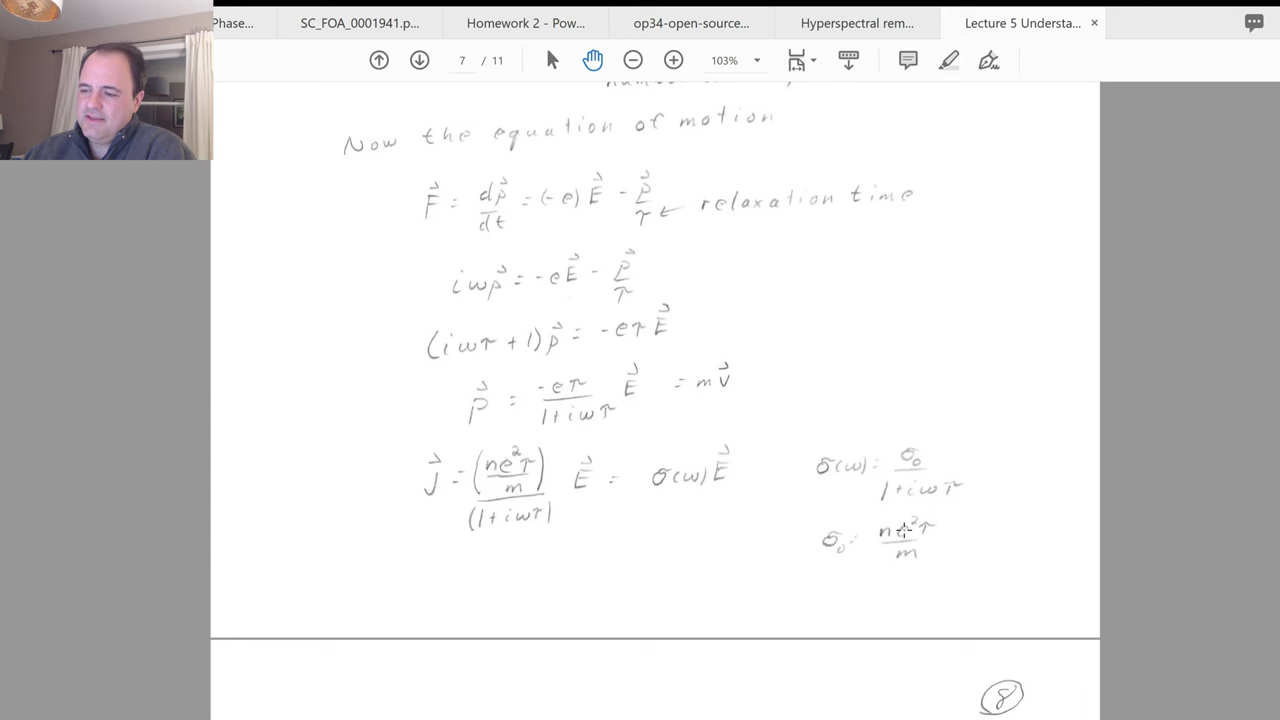 Phase...
SC_FOA_0001941.p...
Homework 2 - Pow...
op34-open-source...
Hyperspectral rem...
Lecture 5 Understa... ×
7 / 11
103%
Now the equation of motion
F⃗ = dp⃗/dt = (-e) E⃗ - p⃗/τ ← relaxation time
iωp⃗ = -eE⃗ - p⃗/τ
(iωτ + 1)p⃗ = -eτE⃗
p⃗ = -eτ/(1+iωτ) E⃗ = mv⃗
J⃗ = (ne²τ/m)/(1+iωτ) E⃗ = σ(ω)E⃗
σ(ω) = σ₀/(1+iωτ)
σ₀ = ne²τ/m
8